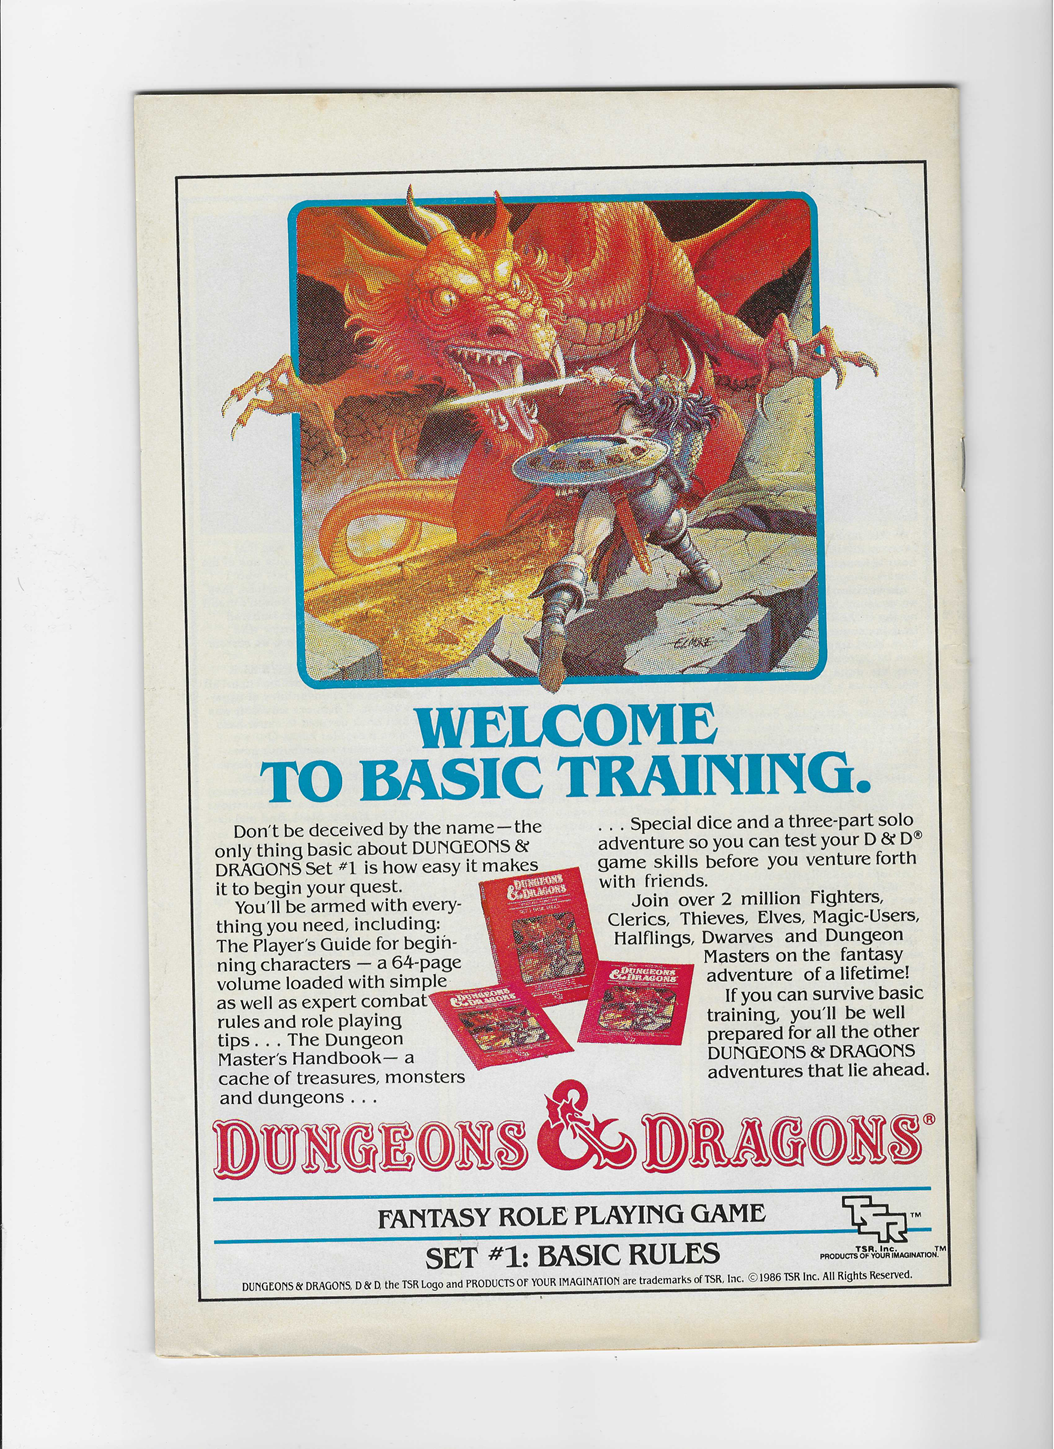 ELMORE
WELCOME
TO BASIC TRAINING.
Don't be deceived by the name—the
only thing basic about DUNGEONS &
DRAGONS Set #1 is how easy it makes
it to begin your quest.
You'll be armed with every-
thing you need, including:
The Player's Guide for begin-
ning characters — a 64-page
volume loaded with simple
as well as expert combat
rules and role playing
tips . . . The Dungeon
Master's Handbook— a
cache of treasures, monsters
and dungeons . . .
. . . Special dice and a three-part solo
adventure so you can test your D & D®
game skills before you venture forth
with friends.
Join over 2 million Fighters,
Clerics, Thieves, Elves, Magic-Users,
Halflings, Dwarves and Dungeon
Masters on the fantasy
adventure of a lifetime!
If you can survive basic
training, you'll be well
prepared for all the other
DUNGEONS & DRAGONS
adventures that lie ahead.
DUNGEONS
& DRAGONS
DUNGEONS
& DRAGONS
DUNGEONS
& DRAGONS
DUNGEONS & DRAGONS®
FANTASY ROLE PLAYING GAME
SET #1: BASIC RULES
TSR™
TSR, Inc.
PRODUCTS OF YOUR IMAGINATION.™
DUNGEONS & DRAGONS, D & D, the TSR Logo and PRODUCTS OF YOUR IMAGINATION are trademarks of TSR, Inc. ©1986 TSR Inc. All Rights Reserved.